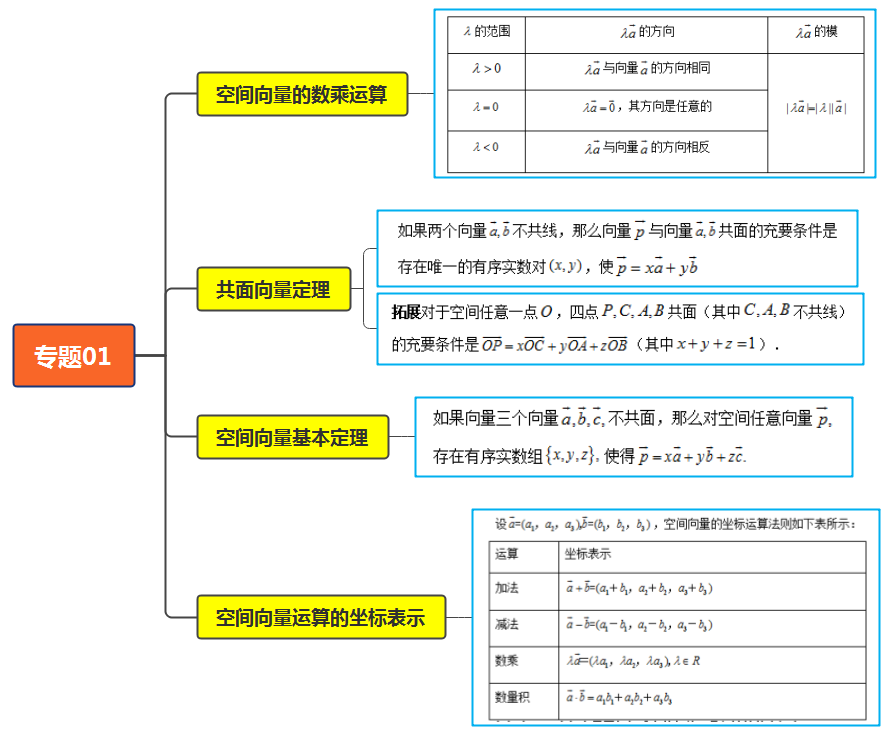 专题01
空间向量的数乘运算
λ 的范围 λa⃗ 的方向 λa⃗ 的模
λ > 0 λa⃗ 与向量 a⃗ 的方向相同
λ = 0 λa⃗ = 0⃗，其方向是任意的 |λa⃗|=|λ||a⃗|
λ < 0 λa⃗ 与向量 a⃗ 的方向相反
共面向量定理
如果两个向量 a⃗,b⃗ 不共线，那么向量 p⃗ 与向量 a⃗,b⃗ 共面的充要条件是
存在唯一的有序实数对 (x,y)，使 p⃗ = xa⃗ + yb⃗
拓展对于空间任意一点 O，四点 P,C,A,B 共面（其中 C,A,B 不共线）
的充要条件是 OP⃗ = xOC⃗ + yOA⃗ + zOB⃗（其中 x+y+z=1）.
空间向量基本定理
如果向量三个向量 a⃗,b⃗,c⃗, 不共面，那么对空间任意向量 p⃗,
存在有序实数组 {x,y,z}, 使得 p⃗ = xa⃗ + yb⃗ + zc⃗.
空间向量运算的坐标表示
设 a⃗=(a₁，a₂，a₃),b⃗=(b₁，b₂，b₃)，空间向量的坐标运算法则如下表所示：
运算 坐标表示
加法 a⃗+b⃗=(a₁+b₁，a₂+b₂，a₃+b₃)
减法 a⃗−b⃗=(a₁−b₁，a₂−b₂，a₃−b₃)
数乘 λa⃗=(λa₁，λa₂，λa₃), λ∈R
数量积 a⃗·b⃗=a₁b₁+a₂b₂+a₃b₃